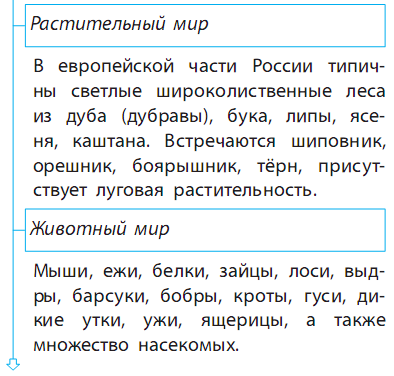 Растительный мир
В европейской части России типич-
ны светлые широколиственные леса
из дуба (дубравы), бука, липы, ясе-
ня, каштана. Встречаются шиповник,
орешник, боярышник, тёрн, присут-
ствует луговая растительность.
Животный мир
Мыши, ежи, белки, зайцы, лоси, выд-
ры, барсуки, бобры, кроты, гуси, ди-
кие утки, ужи, ящерицы, а также
множество насекомых.